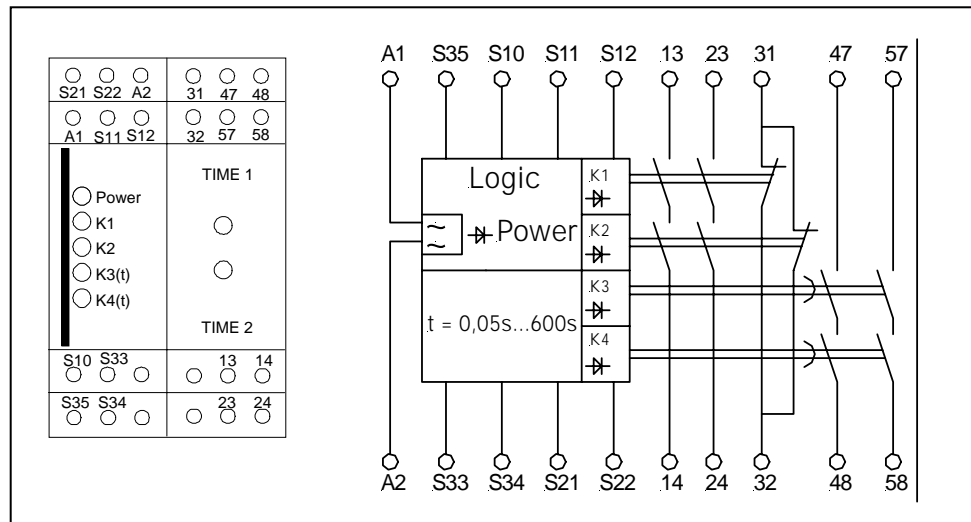 S21 S22 A2 31 47 48
A1 S11 S12 32 57 58
TIME 1
Power
K1
K2
K3(t)
K4(t)
TIME 2
S10 S33 13 14
S35 S34 23 24
A1 S35 S10 S11 S12 13 23 31 47 57
Logic
K1
~
~
Power
K2
K3
t = 0,05s...600s
K4
A2 S33 S34 S21 S22 14 24 32 48 58